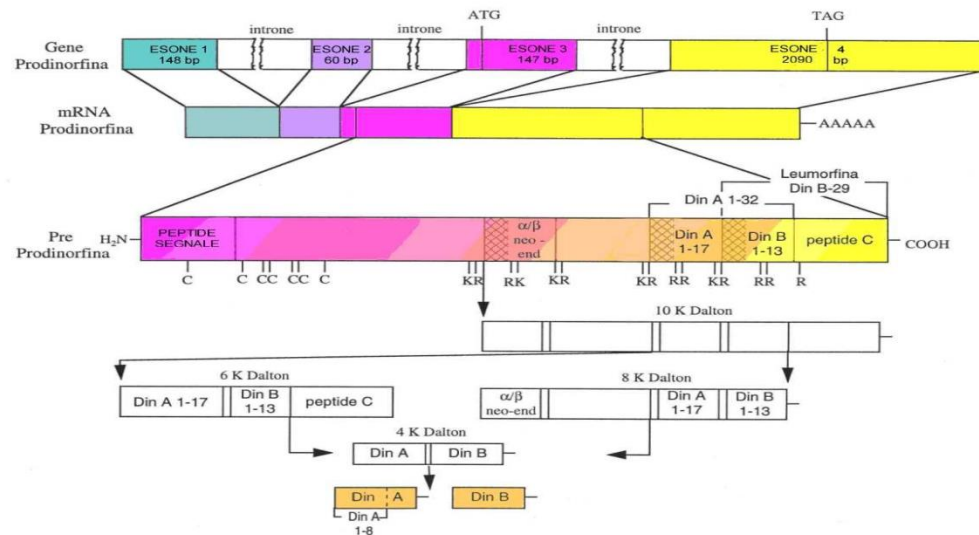 ATG
TAG
introne
introne
introne
Gene
Prodinorfina
ESONE 1
148 bp
ESONE 2
60 bp
ESONE 3
147 bp
ESONE 4
2090 bp
mRNA
Prodinorfina
AAAAA
Leumorfina
Din B-29
Din A 1-32
Pre
Prodinorfina
H2N
PEPTIDE
SEGNALE
α/β
neo -
end
Din A
1-17
Din B
1-13
peptide C
COOH
C C CC CC C KR RK KR KR RR KR RR R
10 K Dalton
6 K Dalton
8 K Dalton
Din A 1-17
Din B
1-13
peptide C
α/β
neo-end
Din A
1-17
Din B
1-13
4 K Dalton
Din A
Din B
Din A
Din B
Din A
1-8